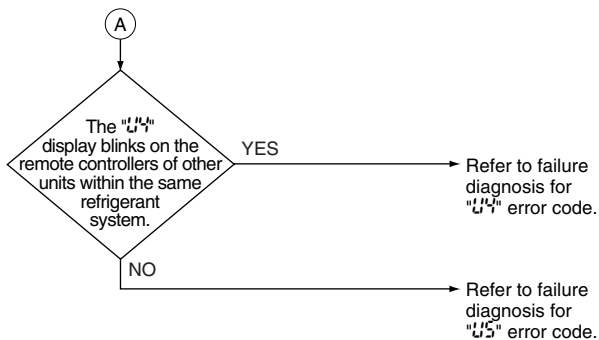 A
The "U4"
display blinks on the
remote controllers of other
units within the same
refrigerant
system.
YES
Refer to failure
diagnosis for
"U4" error code.
NO
Refer to failure
diagnosis for
"U5" error code.